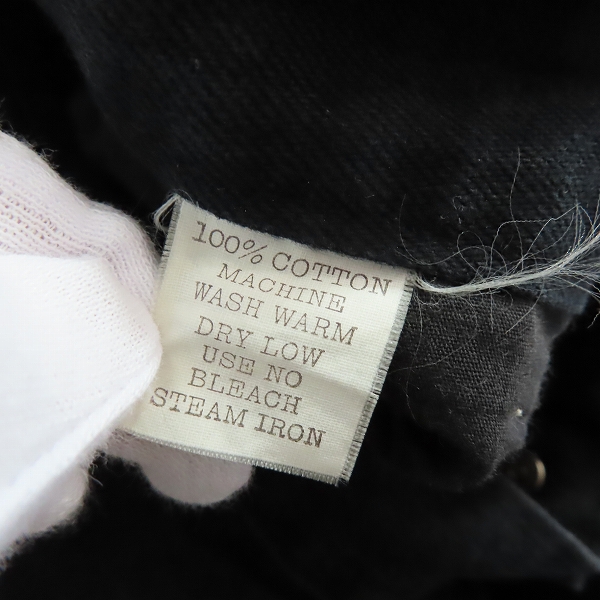 100% COTTON
MACHINE
WASH WARM
DRY LOW
USE NO
BLEACH
STEAM IRON